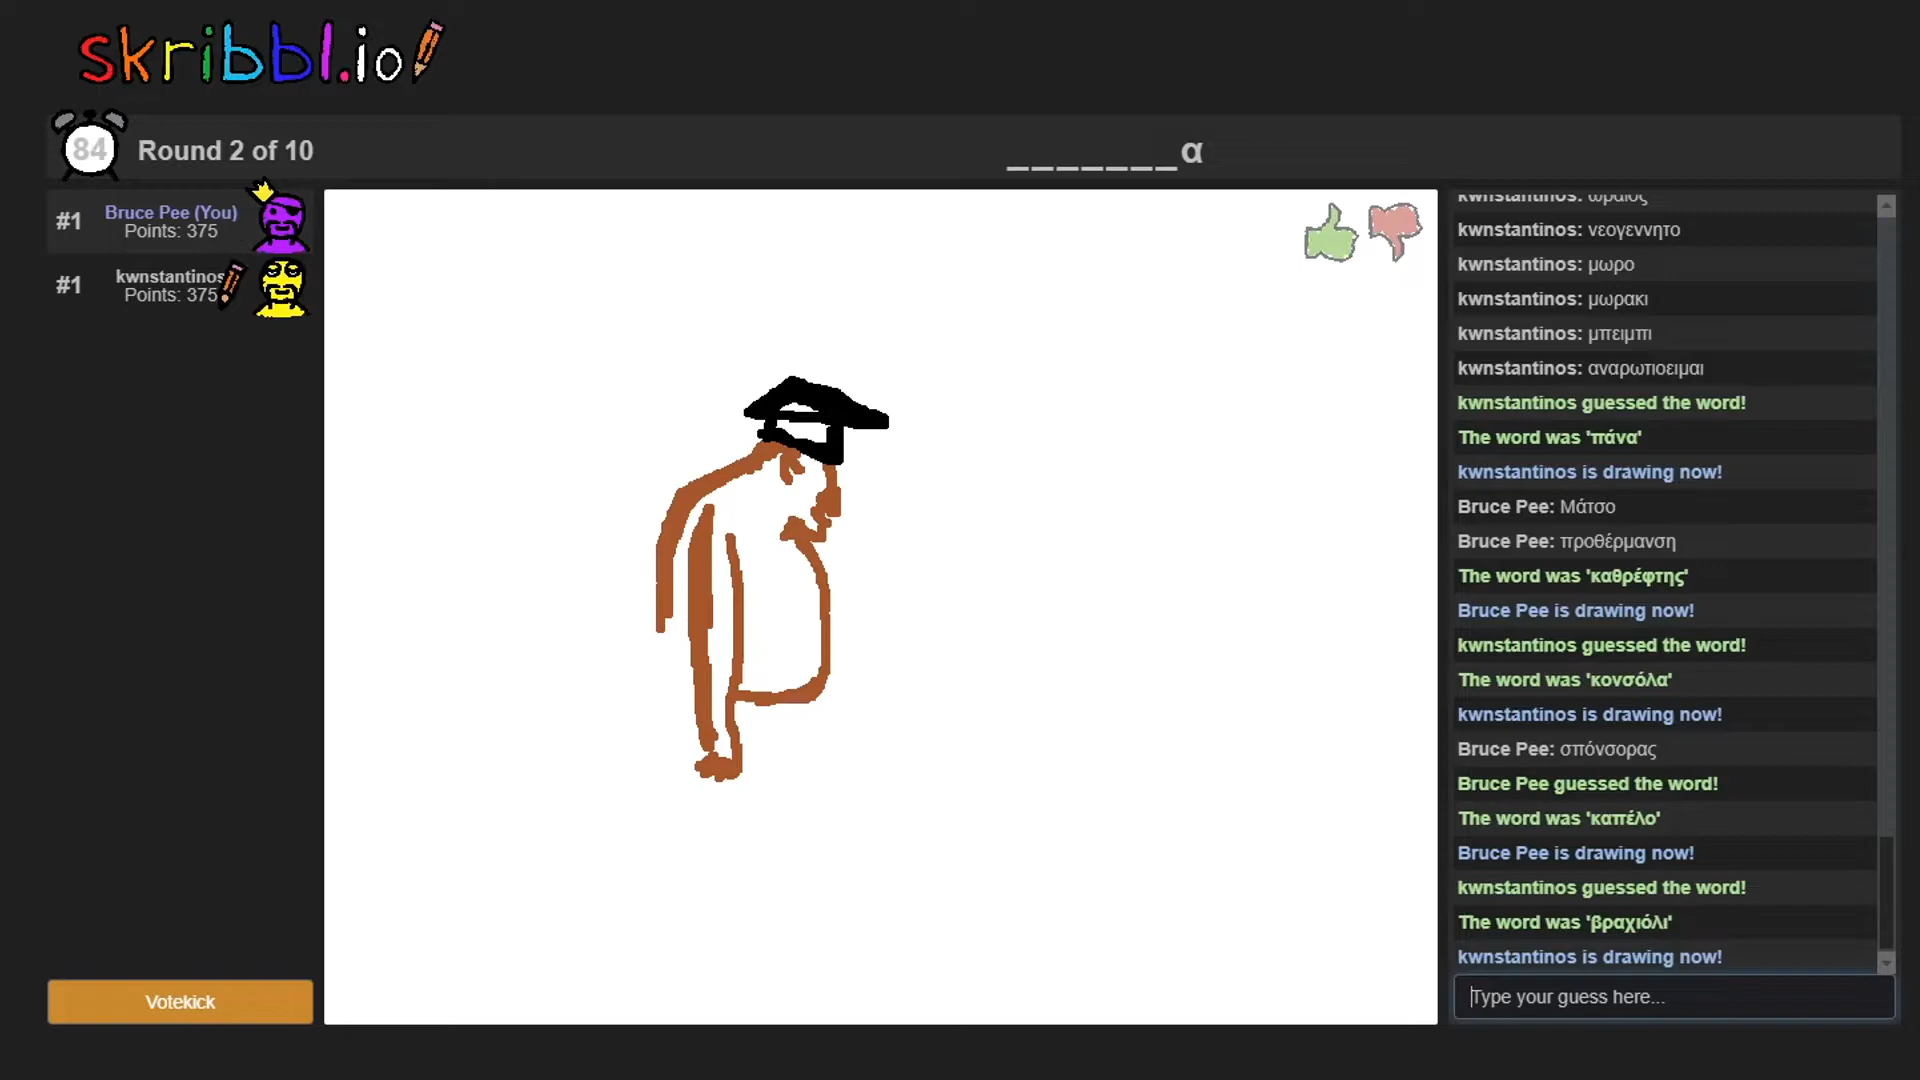 skribbl.io
84
Round 2 of 10
_______α
#1
Bruce Pee (You)
Points: 375
#1
kwnstantinos
Points: 375
kwnstantinos: ωραίος
kwnstantinos: νεογεννητο
kwnstantinos: μωρο
kwnstantinos: μωρακι
kwnstantinos: μπειμπι
kwnstantinos: αναρωτιοειμαι
kwnstantinos guessed the word!
The word was 'πάνα'
kwnstantinos is drawing now!
Bruce Pee: Μάτσο
Bruce Pee: προθέρμανση
The word was 'καθρέφτης'
Bruce Pee is drawing now!
kwnstantinos guessed the word!
The word was 'κονσόλα'
kwnstantinos is drawing now!
Bruce Pee: σπόνσορας
Bruce Pee guessed the word!
The word was 'καπέλο'
Bruce Pee is drawing now!
kwnstantinos guessed the word!
The word was 'βραχιόλι'
kwnstantinos is drawing now!
Type your guess here...
Votekick